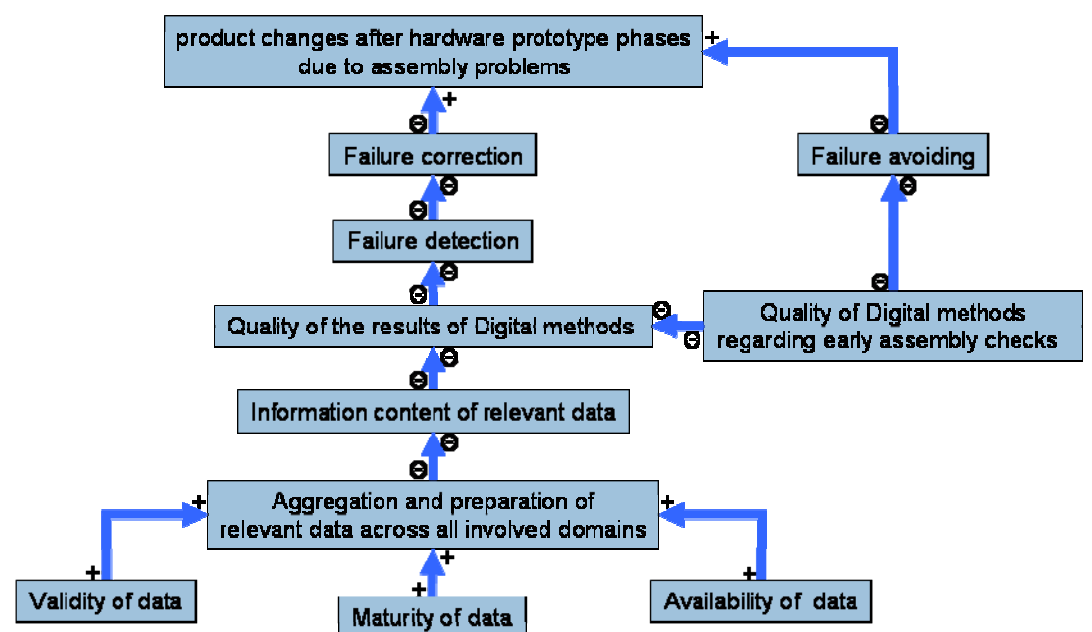 product changes after hardware prototype phases
due to assembly problems
+
+
⊖
⊖
Failure correction
Failure avoiding
⊖
⊖
⊖
Failure detection
⊖
⊖
⊖
Quality of the results of Digital methods
⊖
⊖
Quality of Digital methods
regarding early assembly checks
⊖
⊖
Information content of relevant data
⊖
⊖
Aggregation and preparation of
relevant data across all involved domains
+
+
+
+
+
+
Validity of data
Maturity of data
Availability of data